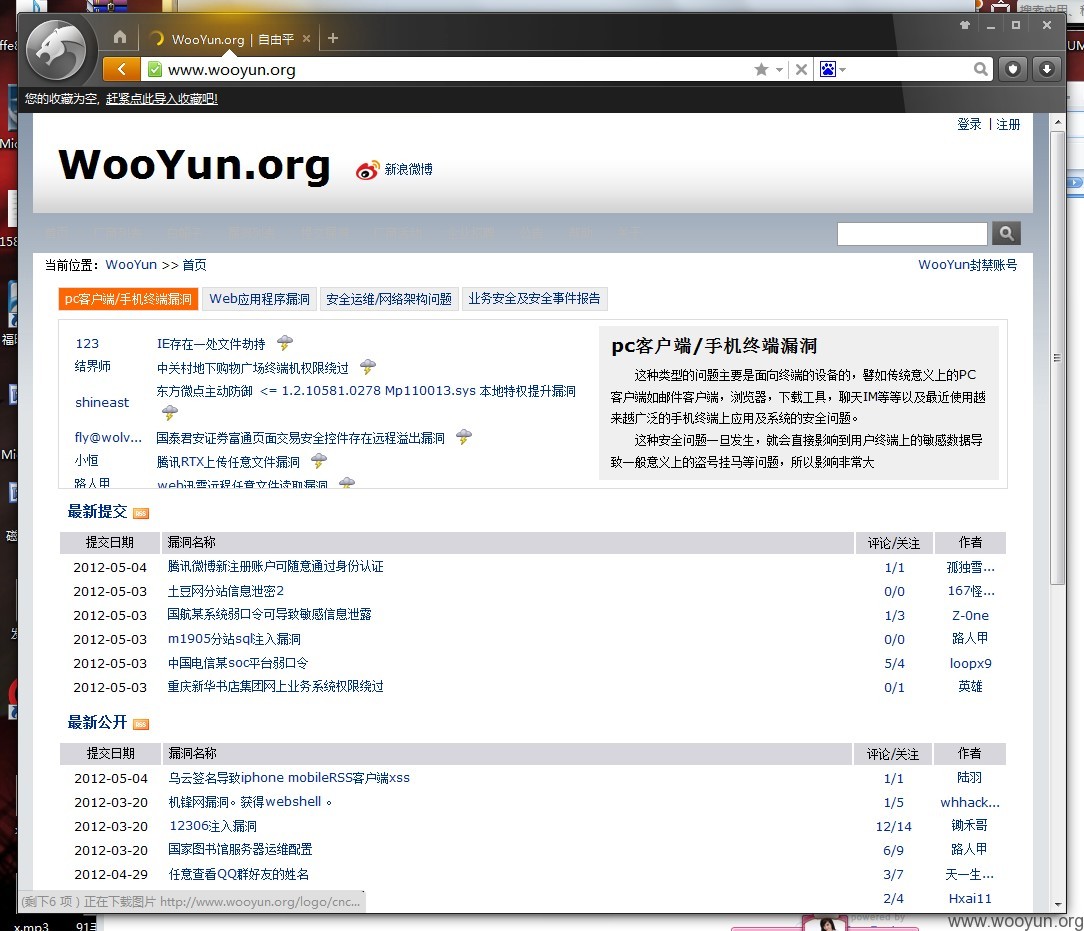 WooYun.org | 自由平
www.wooyun.org
您的收藏为空, 赶紧点此导入收藏吧!
登录 | 注册
WooYun.org 新浪微博
当前位置: WooYun >> 首页 WooYun封禁账号
pc客户端/手机终端漏洞 Web应用程序漏洞 安全运维/网络架构问题 业务安全及安全事件报告
123 IE存在一处文件劫持
结界师 中关村地下购物广场终端机权限绕过
shineast 东方微点主动防御 <= 1.2.10581.0278 Mp110013.sys 本地特权提升漏洞
fly@wolv... 国泰君安证券富通页面交易安全控件存在远程溢出漏洞
小恒 腾讯RTX上传任意文件漏洞
路人甲 web迅雷远程任意文件读取漏洞
pc客户端/手机终端漏洞
这种类型的问题主要是面向终端的设备的，譬如传统意义上的PC
客户端如邮件客户端，浏览器，下载工具，聊天IM等等以及最近使用越
来越广泛的手机终端上应用及系统的安全问题。
这种安全问题一旦发生，就会直接影响到用户终端上的敏感数据导
致一般意义上的盗号挂马等问题，所以影响非常大
最新提交
提交日期 漏洞名称 评论/关注 作者
2012-05-04 腾讯微博新注册账户可随意通过身份认证 1/1 孤独雪...
2012-05-03 土豆网分站信息泄密2 0/0 167怪...
2012-05-03 国航某系统弱口令可导致敏感信息泄露 1/3 Z-0ne
2012-05-03 m1905分站sql注入漏洞 0/0 路人甲
2012-05-03 中国电信某soc平台弱口令 5/4 loopx9
2012-05-03 重庆新华书店集团网上业务系统权限绕过 0/1 英雄
最新公开
提交日期 漏洞名称 评论/关注 作者
2012-05-04 乌云签名导致iphone mobileRSS客户端xss 1/1 陆羽
2012-03-20 机锋网漏洞。获得webshell 。 1/5 whhack...
2012-03-20 12306注入漏洞 12/14 锄禾哥
2012-03-20 国家图书馆服务器运维配置 6/9 路人甲
2012-04-29 任意查看QQ群好友的姓名 3/7 天一生...
2/4 Hxai11
(剩下6 项 ) 正在下载图片 http://www.wooyun.org/logo/cnc...
x.mp3
powered by
www.wooyun.org